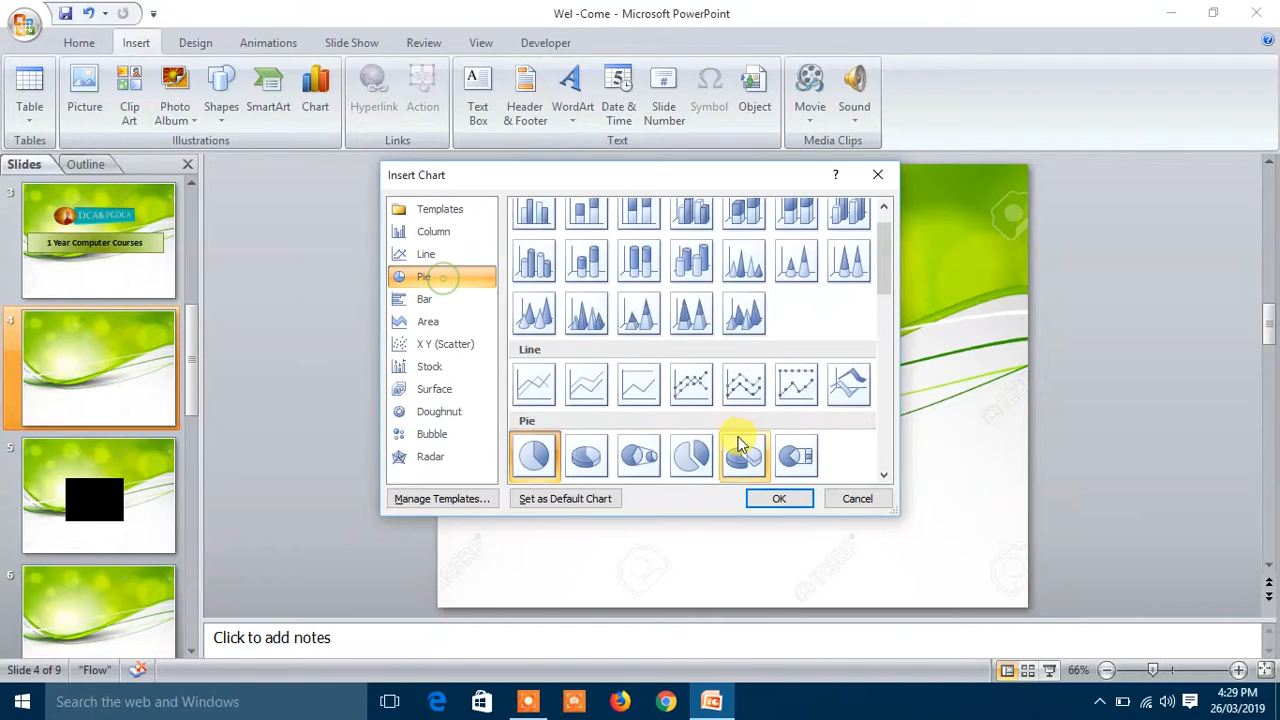 Wel -Come - Microsoft PowerPoint
Home Insert Design Animations Slide Show Review View Developer
Table Picture Clip Art Photo Album Shapes SmartArt Chart Hyperlink Action Text Box Header & Footer WordArt Date & Time Slide Number Symbol Object Movie Sound
Tables Illustrations Links Text Media Clips
Slides Outline
3
DCA&PGDCA
1 Year Computer Courses
4
5
6
Insert Chart
?
Templates
Column
Line
Pie
Bar
Area
X Y (Scatter)
Stock
Surface
Doughnut
Bubble
Radar
Line
Pie
Manage Templates... Set as Default Chart OK Cancel
Click to add notes
Slide 4 of 9 "Flow" 66%
Search the web and Windows
4:29 PM
26/03/2019